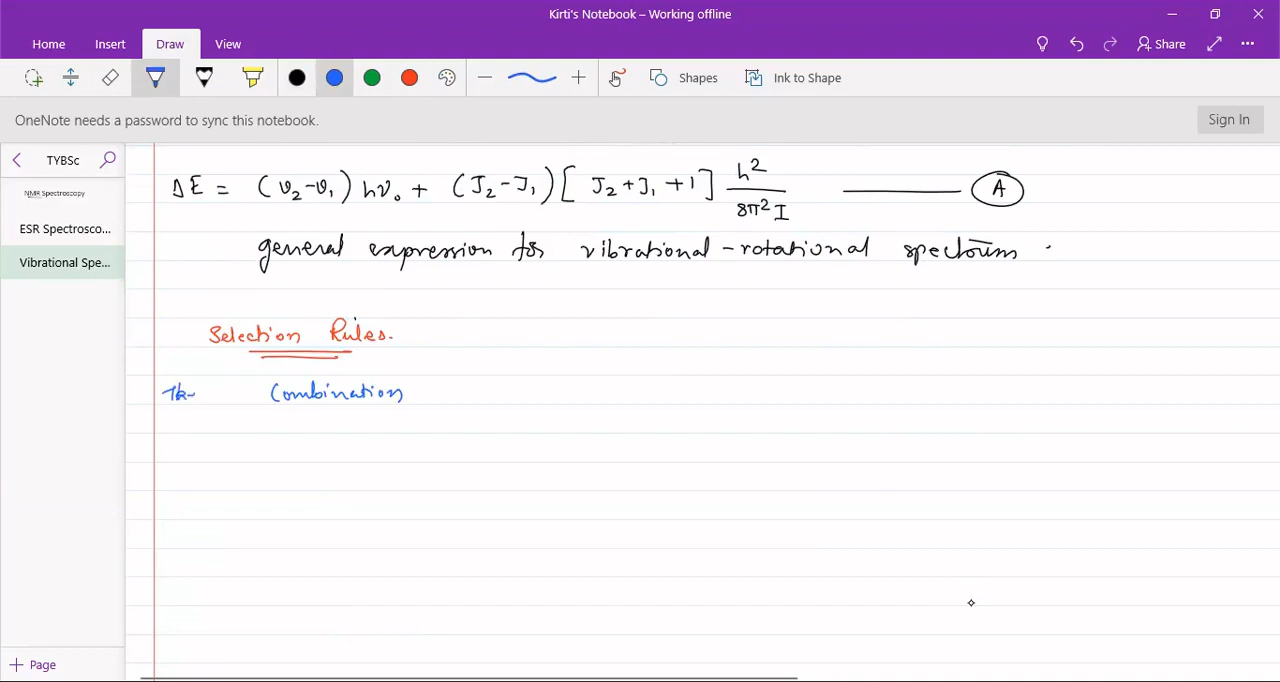 Kirti's Notebook – Working offline
Home Insert Draw View Share
Shapes Ink to Shape
OneNote needs a password to sync this notebook. Sign In
TYBSc
NMR Spectroscopy
ESR Spectrosco...
Vibrational Spe...
ΔE = (v₂-v₁) hν₀ + (J₂-J₁) [ J₂+J₁+1] h²/8π²I ——— A
general expression for vibrational-rotational spectrum .
Selection Rules.
The Combination
+ Page